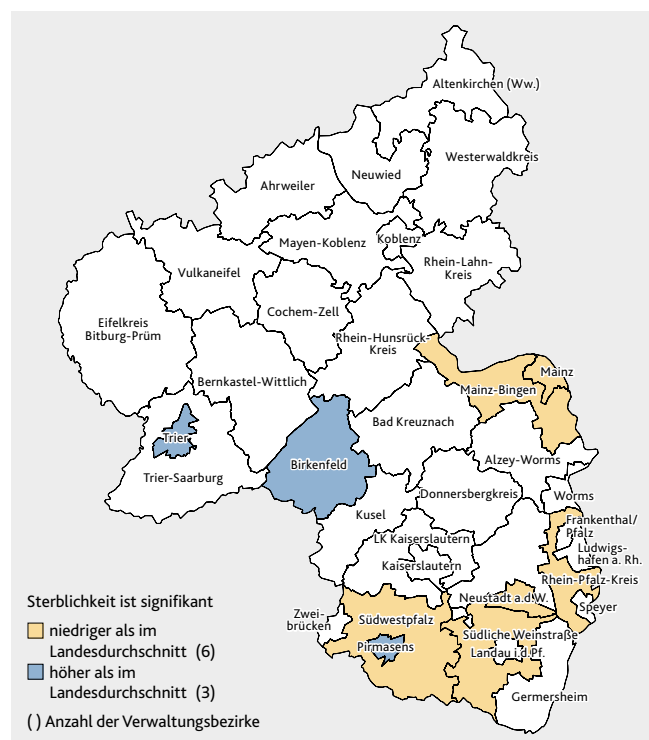 Altenkirchen (Ww.)
Westerwaldkreis
Neuwied
Ahrweiler
Mayen-Koblenz
Koblenz
Rhein-Lahn-
Kreis
Vulkaneifel
Cochem-Zell
Eifelkreis
Bitburg-Prüm
Rhein-Hunsrück-
Kreis
Mainz
Bernkastel-Wittlich
Mainz-Bingen
Bad Kreuznach
Trier
Birkenfeld
Alzey-Worms
Trier-Saarburg
Donnersbergkreis
Worms
Kusel
Frankenthal/
Pfalz
LK Kaiserslautern
Ludwigs-
hafen a. Rh.
Kaiserslautern
Rhein-Pfalz-Kreis
Neustadt a.d.W.
Speyer
Zwei-
brücken
Südwestpfalz
Südliche Weinstraße
Pirmasens
Landau i.d.Pf.
Germersheim
Sterblichkeit ist signifikant
niedriger als im
Landesdurchschnitt (6)
höher als im
Landesdurchschnitt (3)
( ) Anzahl der Verwaltungsbezirke